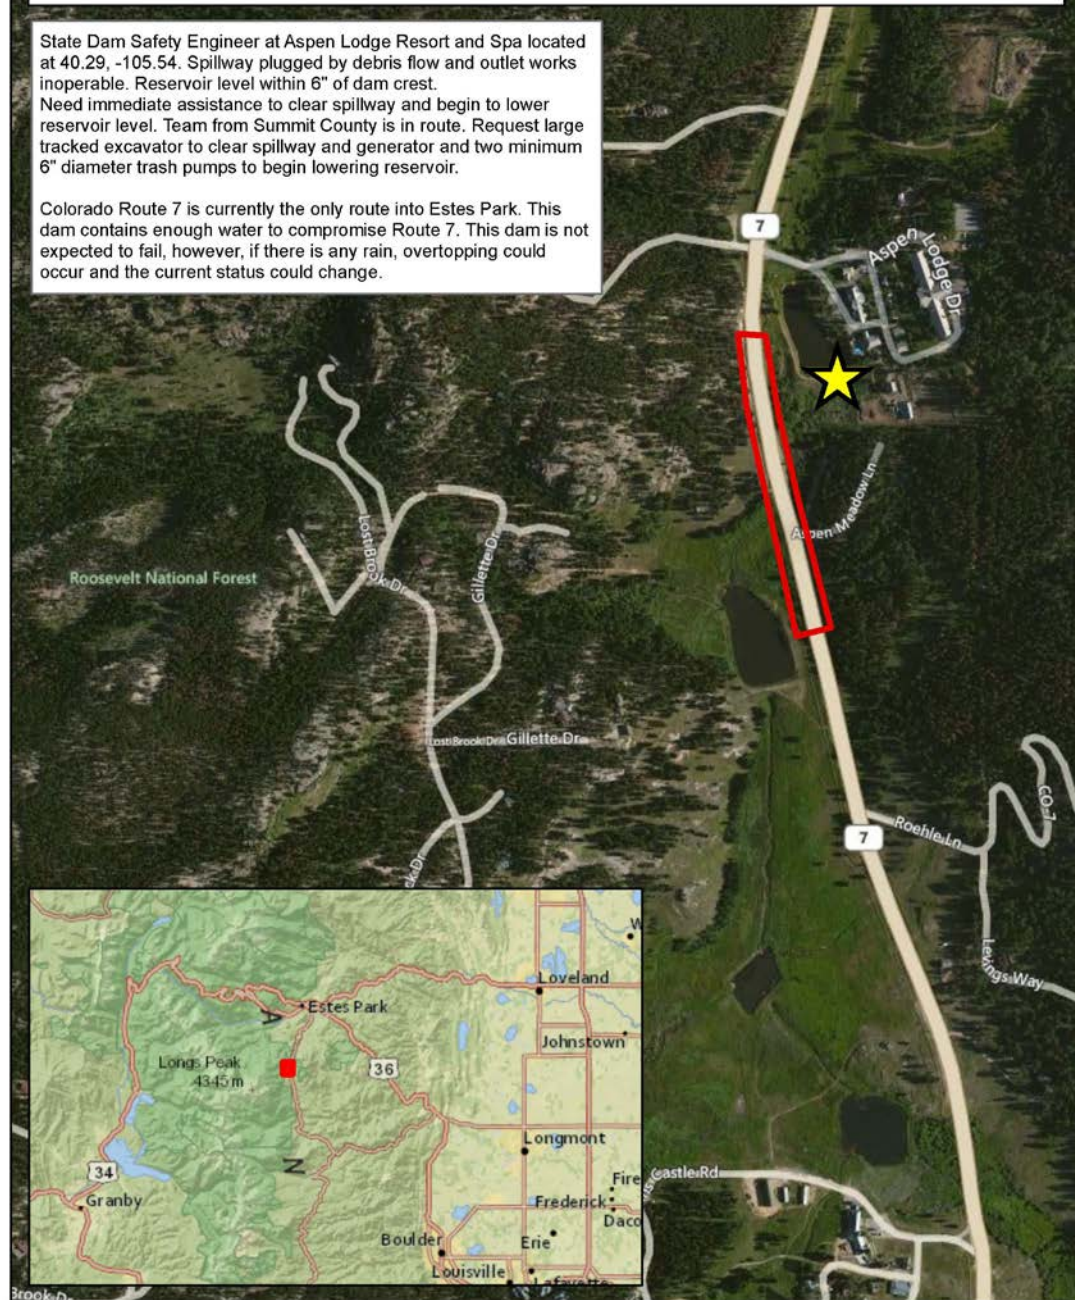 State Dam Safety Engineer at Aspen Lodge Resort and Spa located
at 40.29, -105.54. Spillway plugged by debris flow and outlet works
inoperable. Reservoir level within 6" of dam crest.
Need immediate assistance to clear spillway and begin to lower
reservoir level. Team from Summit County is in route. Request large
tracked excavator to clear spillway and generator and two minimum
6" diameter trash pumps to begin lowering reservoir.
Colorado Route 7 is currently the only route into Estes Park. This
dam contains enough water to compromise Route 7. This dam is not
expected to fail, however, if there is any rain, overtopping could
occur and the current status could change.
7
Aspen Lodge Dr
Aspen Meadow Ln
Lost Brook Dr
Gillette Dr
Roosevelt National Forest
Lost Brook Dr
Gillette Dr
CO-7
7
Roehle Ln
Levings Way
Loveland
Estes Park
Johnstown
Longs Peak
4345 m
36
Longmont
34
Granby
Fire
Frederick
Daco
Castle Rd
Boulder
Erie
Louisville
Lafayette
Brook Dr
A
N
W